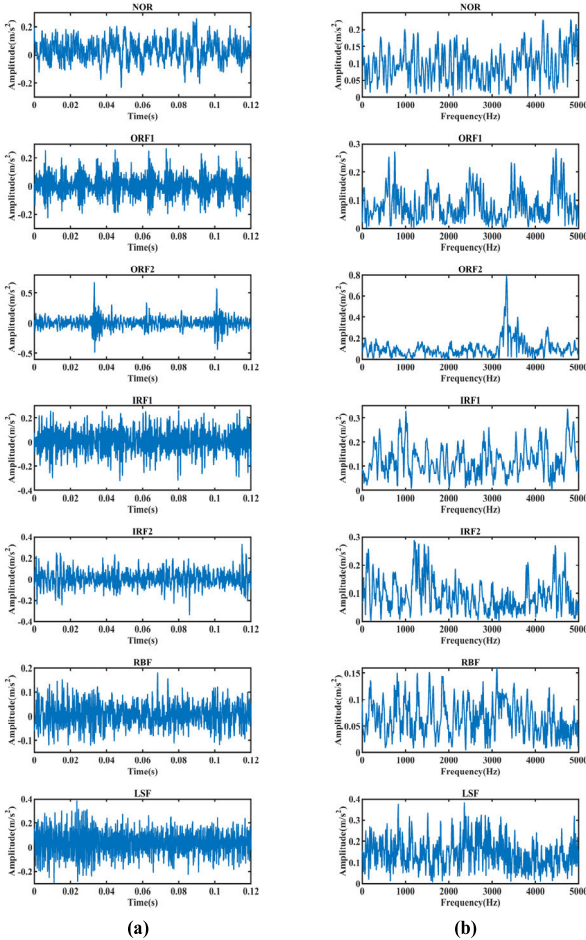 NOR
Amplitude(m/s²)
0.2
0
-0.2
0 0.02 0.04 0.06 0.08 0.1 0.12
Time(s)
NOR
Amplitude(m/s²)
0.2
0.15
0.1
0.05
0
0 1000 2000 3000 4000 5000
Frequency(Hz)
ORF1
Amplitude(m/s²)
0.2
0
-0.2
0 0.02 0.04 0.06 0.08 0.1 0.12
Time(s)
ORF1
Amplitude(m/s²)
0.3
0.2
0.1
0
0 1000 2000 3000 4000 5000
Frequency(Hz)
ORF2
Amplitude(m/s²)
0.5
0
-0.5
0 0.02 0.04 0.06 0.08 0.1 0.12
Time(s)
ORF2
Amplitude(m/s²)
0.8
0.6
0.4
0.2
0
0 1000 2000 3000 4000 5000
Frequency(Hz)
IRF1
Amplitude(m/s²)
0.4
0.2
0
-0.2
-0.4
0 0.02 0.04 0.06 0.08 0.1 0.12
Time(s)
IRF1
Amplitude(m/s²)
0.3
0.2
0.1
0
0 1000 2000 3000 4000 5000
Frequency(Hz)
IRF2
Amplitude(m/s²)
0.4
0.2
0
-0.2
-0.4
0 0.02 0.04 0.06 0.08 0.1 0.12
Time(s)
IRF2
Amplitude(m/s²)
0.3
0.2
0.1
0
0 1000 2000 3000 4000 5000
Frequency(Hz)
RBF
Amplitude(m/s²)
0.2
0.1
0
-0.1
0 0.02 0.04 0.06 0.08 0.1 0.12
Time(s)
RBF
Amplitude(m/s²)
0.15
0.1
0.05
0
0 1000 2000 3000 4000 5000
Frequency(Hz)
LSF
Amplitude(m/s²)
0.4
0.2
0
-0.2
0 0.02 0.04 0.06 0.08 0.1 0.12
Time(s)
LSF
Amplitude(m/s²)
0.4
0.3
0.2
0.1
0
0 1000 2000 3000 4000 5000
Frequency(Hz)
(a)
(b)